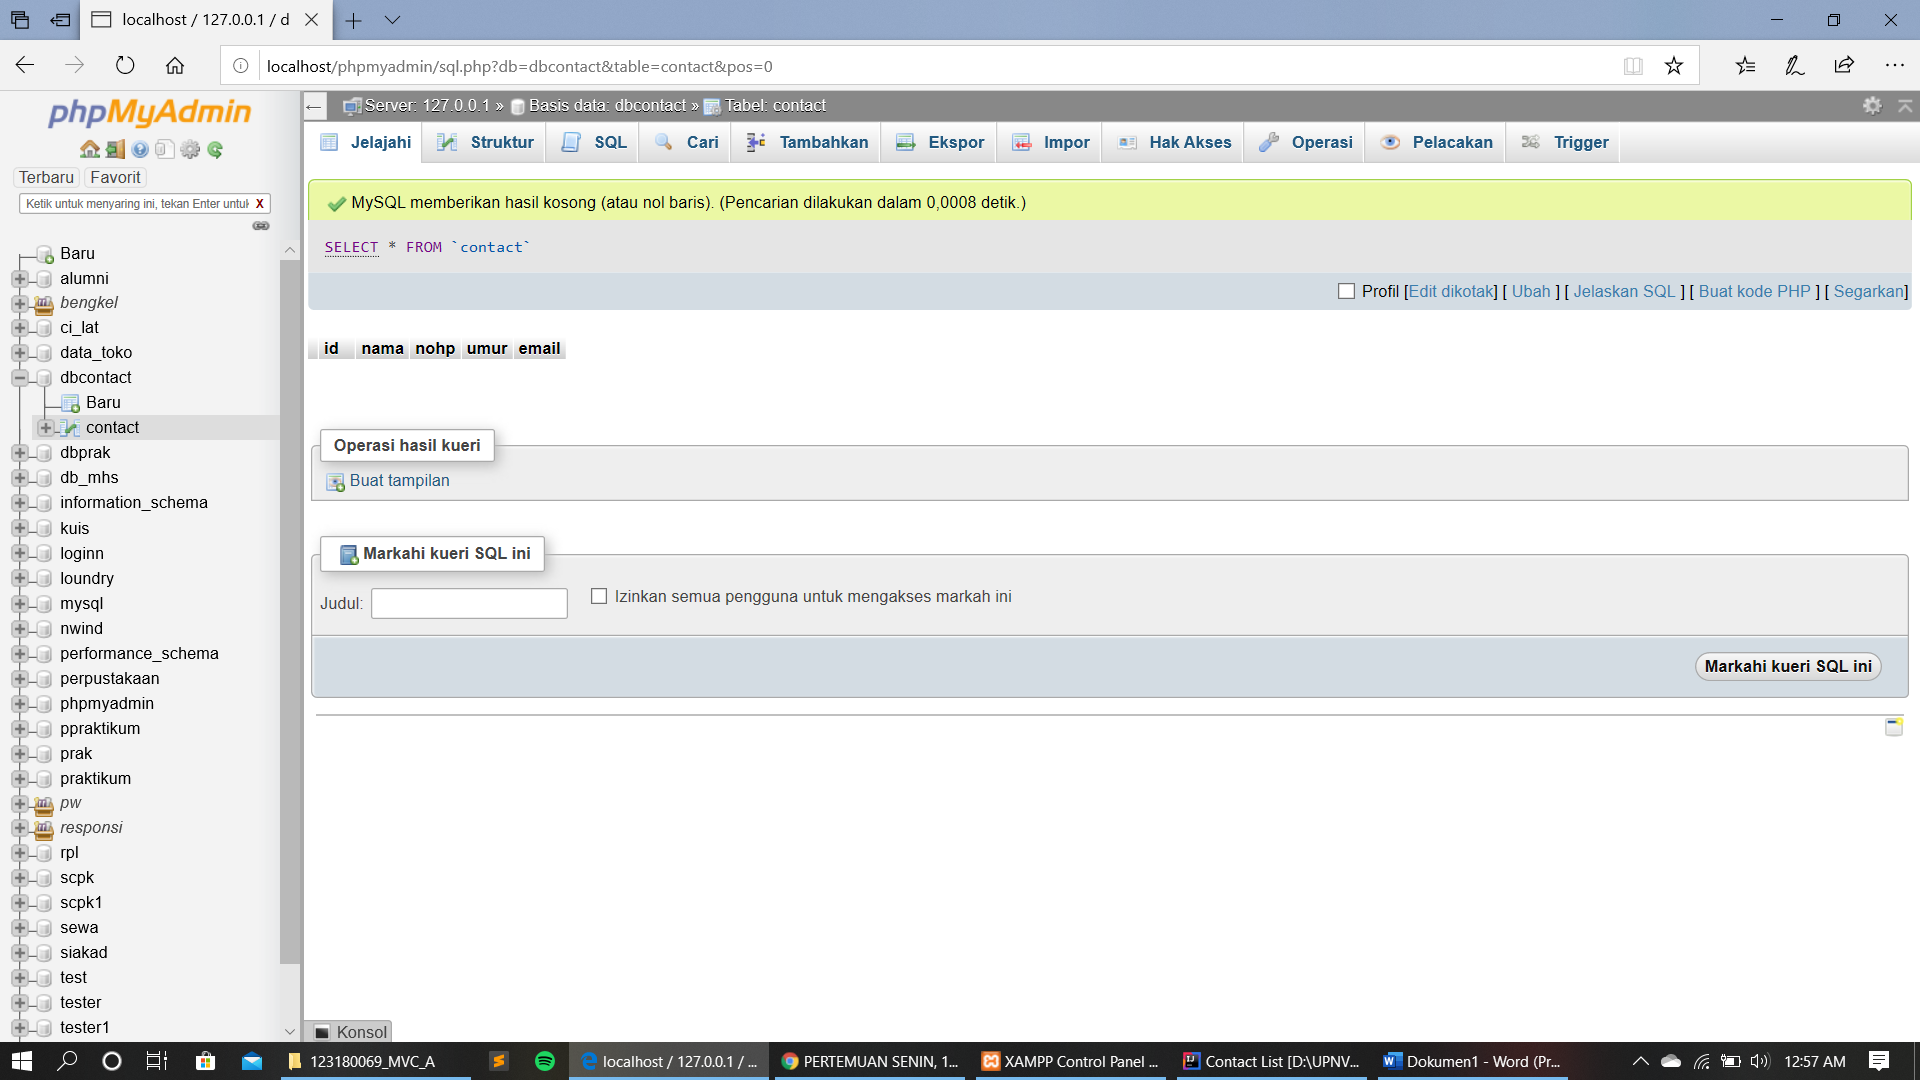 localhost / 127.0.0.1 / d
localhost/phpmyadmin/sql.php?db=dbcontact&table=contact&pos=0
phpMyAdmin
Terbaru Favorit
Ketik untuk menyaring ini, tekan Enter untuk X
Baru
alumni
bengkel
ci_lat
data_toko
dbcontact
Baru
contact
dbprak
db_mhs
information_schema
kuis
loginn
loundry
mysql
nwind
performance_schema
perpustakaan
phpmyadmin
ppraktikum
prak
praktikum
pw
responsi
rpl
scpk
scpk1
sewa
siakad
test
tester
tester1
Server: 127.0.0.1 » Basis data: dbcontact » Tabel: contact
Jelajahi Struktur SQL Cari Tambahkan Ekspor Impor Hak Akses Operasi Pelacakan Trigger
MySQL memberikan hasil kosong (atau nol baris). (Pencarian dilakukan dalam 0,0008 detik.)
SELECT * FROM `contact`
Profil [Edit dikotak] [ Ubah ] [ Jelaskan SQL ] [ Buat kode PHP ] [ Segarkan]
id nama nohp umur email
Operasi hasil kueri
Buat tampilan
Markahi kueri SQL ini
Judul: Izinkan semua pengguna untuk mengakses markah ini
Markahi kueri SQL ini
Konsol
123180069_MVC_A localhost / 127.0.0.1 / ... PERTEMUAN SENIN, 1... XAMPP Control Panel ... Contact List [D:\UPNV... Dokumen1 - Word (Pr... 12:57 AM